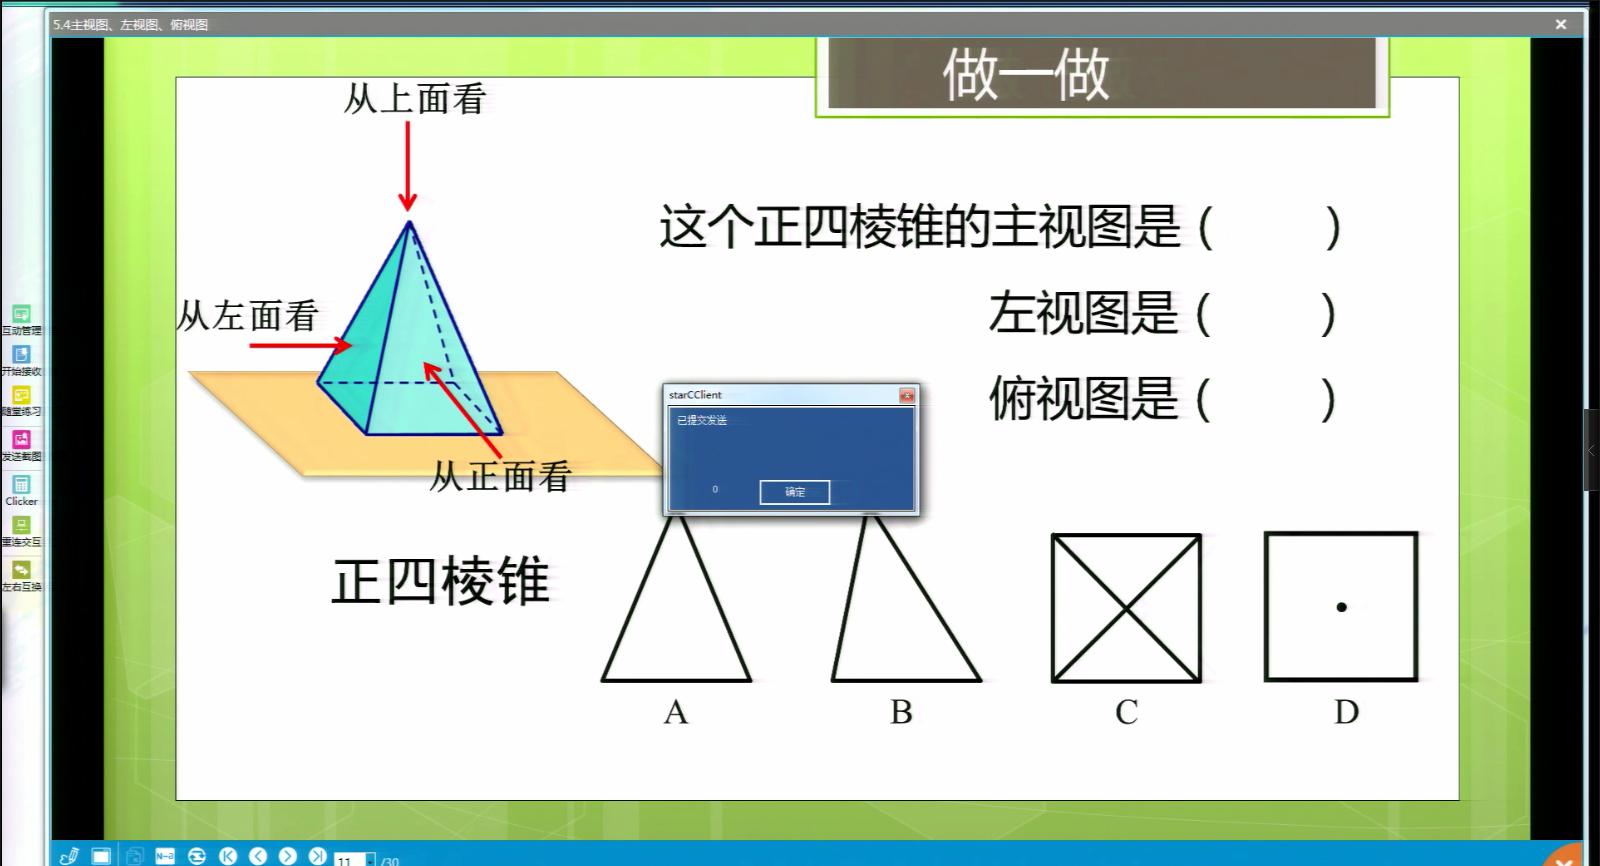 5.4主视图、左视图、俯视图
做一做
从上面看
这个正四棱锥的主视图是（ ）
左视图是（ ）
俯视图是（ ）
从左面看
从正面看
starCClient
已提交发送
0
确定
正四棱锥
A
B
C
D
互动管理
开始接收
随堂练习
发送截图
Clicker
重连交互
左右互换
N-a
11 /30